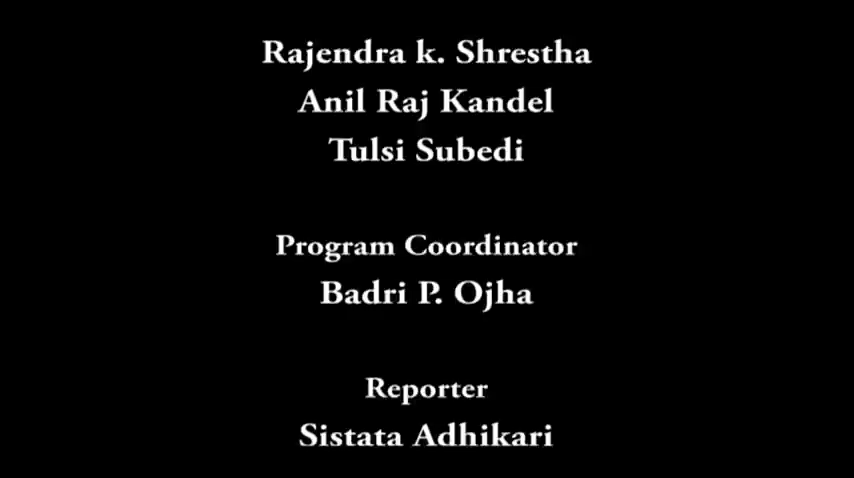 Rajendra k. Shrestha
Anil Raj Kandel
Tulsi Subedi
Program Coordinator
Badri P. Ojha
Reporter
Sistata Adhikari